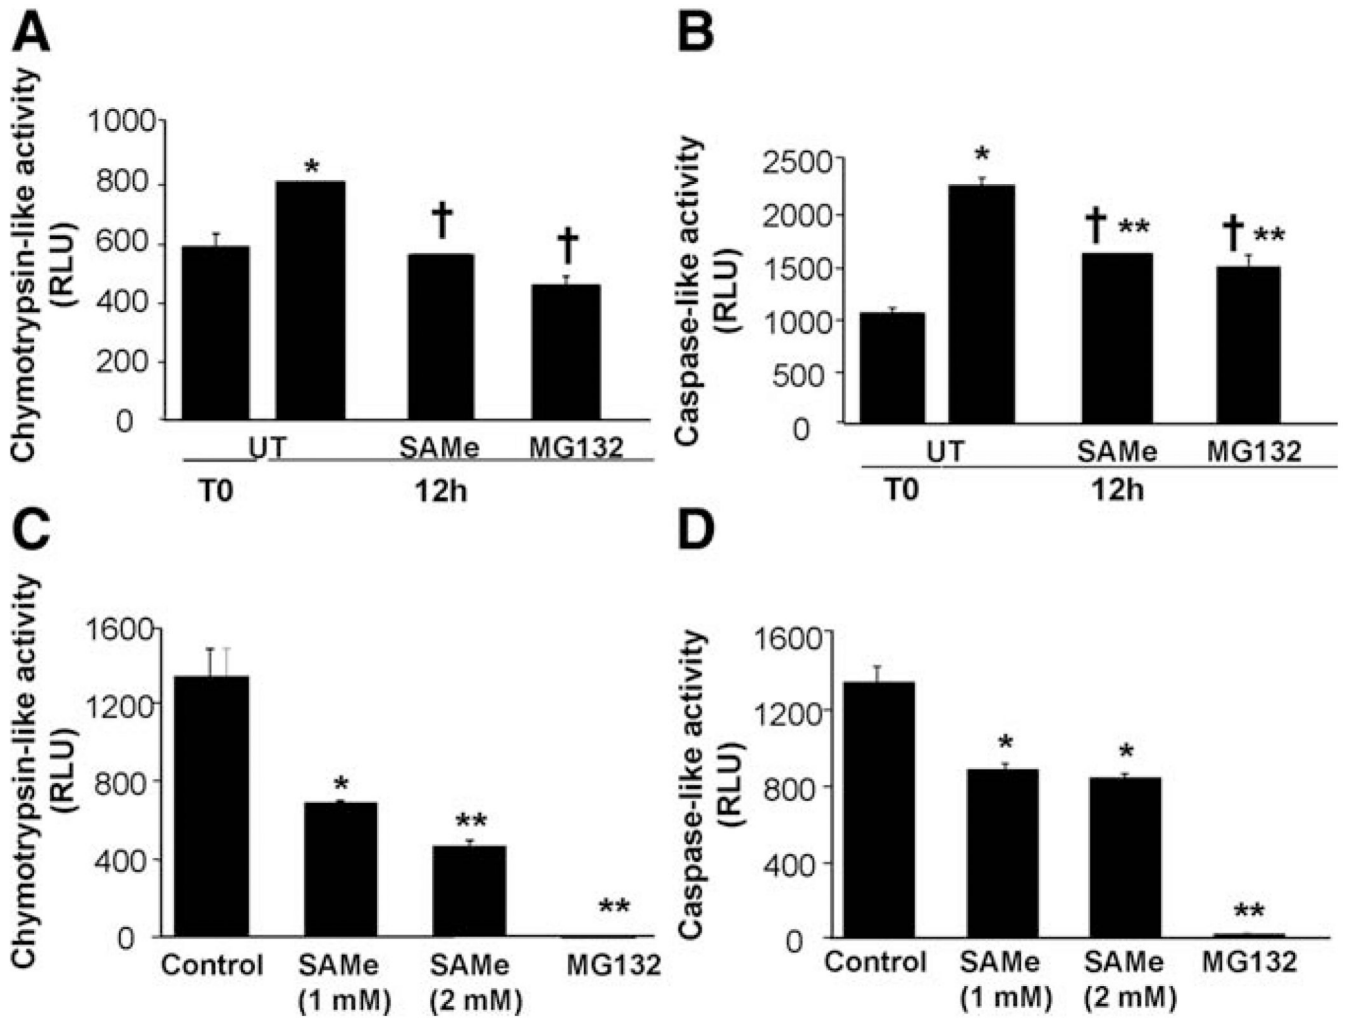 A
Chymotrypsin-like activity
(RLU)
1000
800
600
400
200
0
*
†
†
UT
SAMe
MG132
T0
12h
B
Caspase-like activity
(RLU)
2500
2000
1500
1000
500
0
*
† **
† **
UT
SAMe
MG132
T0
12h
C
Chymotrypsin-like activity
(RLU)
1600
1200
800
400
0
*
**
**
Control
SAMe
(1 mM)
SAMe
(2 mM)
MG132
D
Caspase-like activity
(RLU)
1600
1200
800
400
0
*
*
**
Control
SAMe
(1 mM)
SAMe
(2 mM)
MG132